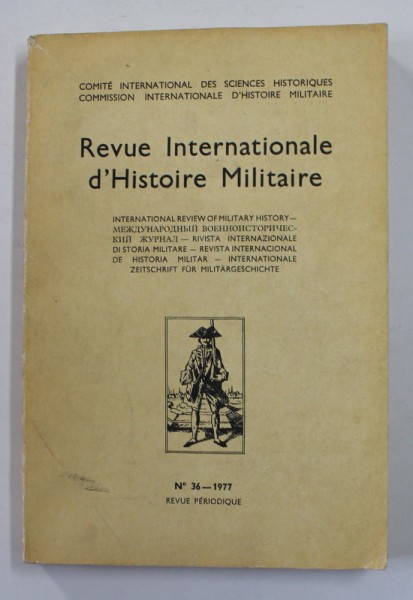 COMITÉ INTERNATIONAL DES SCIENCES HISTORIQUES
COMMISSION INTERNATIONALE D'HISTOIRE MILITAIRE
Revue Internationale
d'Histoire Militaire
INTERNATIONAL REVIEW OF MILITARY HISTORY —
МЕЖДУНАРОДНЫЙ ВОЕННОИСТОРИЧЕС-
КИЙ ЖУРНАЛ — RIVISTA INTERNAZIONALE
DI STORIA MILITARE — REVISTA INTERNACIONAL
DE HISTORIA MILITAR — INTERNATIONALE
ZEITSCHRIFT FÜR MILITÄRGESCHICHTE
N° 36 — 1977
REVUE PÉRIODIQUE